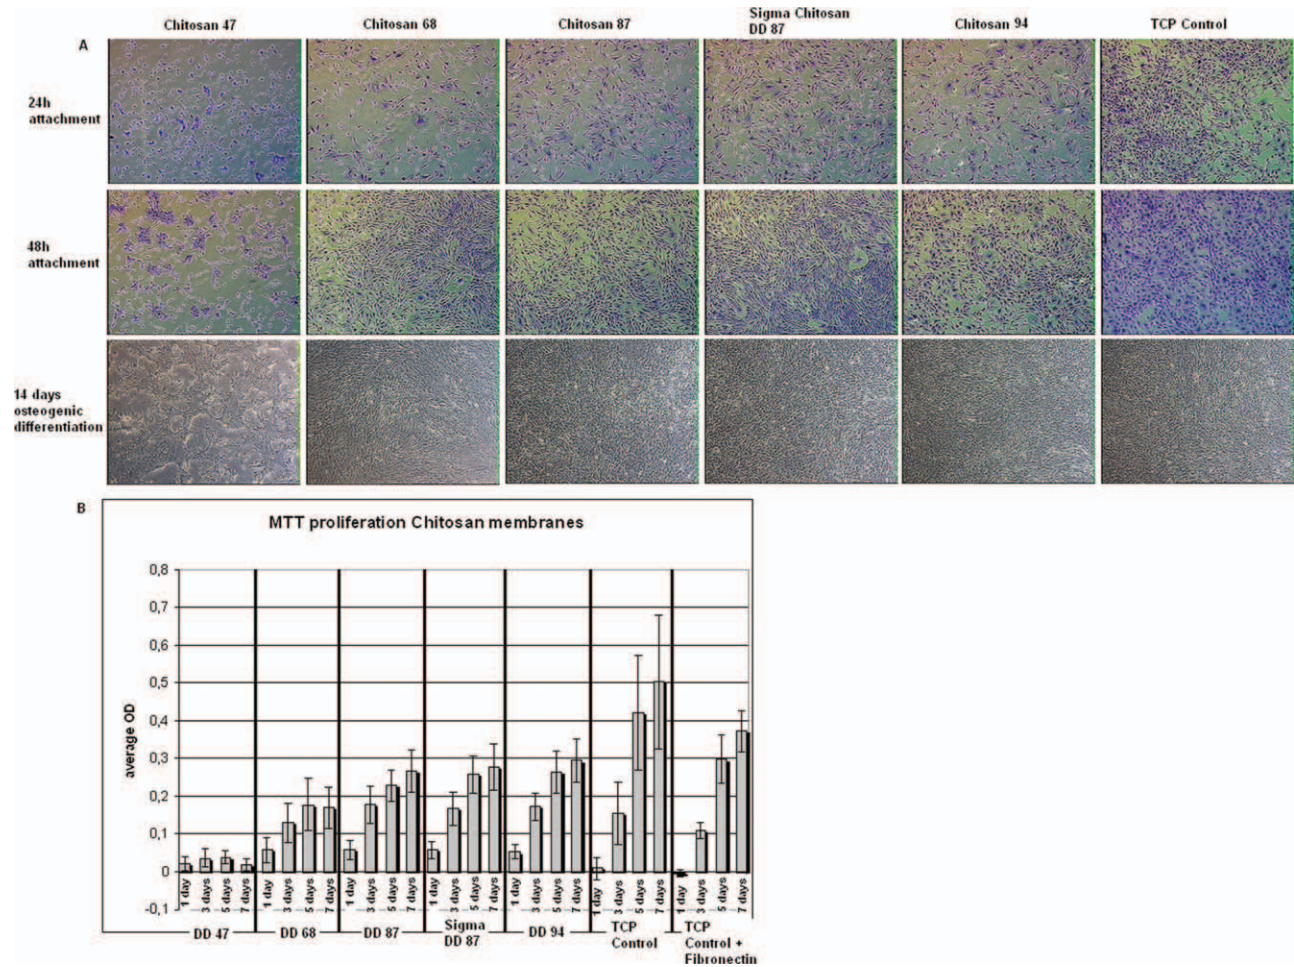 Chitosan 47
Chitosan 68
Chitosan 87
Sigma Chitosan
DD 87
Chitosan 94
TCP Control
A
24h
attachment
48h
attachment
14 days
osteogenic
differentiation
B
MTT proliferation Chitosan membranes
average OD
0,8
0,7
0,6
0,5
0,4
0,3
0,2
0,1
0
-0,1
1 day
3 days
5 days
7 days
1 day
3 days
5 days
7 days
1 day
3 days
5 days
7 days
1 day
3 days
5 days
7 days
1 day
3 days
5 days
7 days
1 day
3 days
5 days
7 days
1 day
3 days
5 days
7 days
DD 47
DD 68
DD 87
Sigma
DD 87
DD 94
TCP
Control
TCP
Control +
Fibronectin